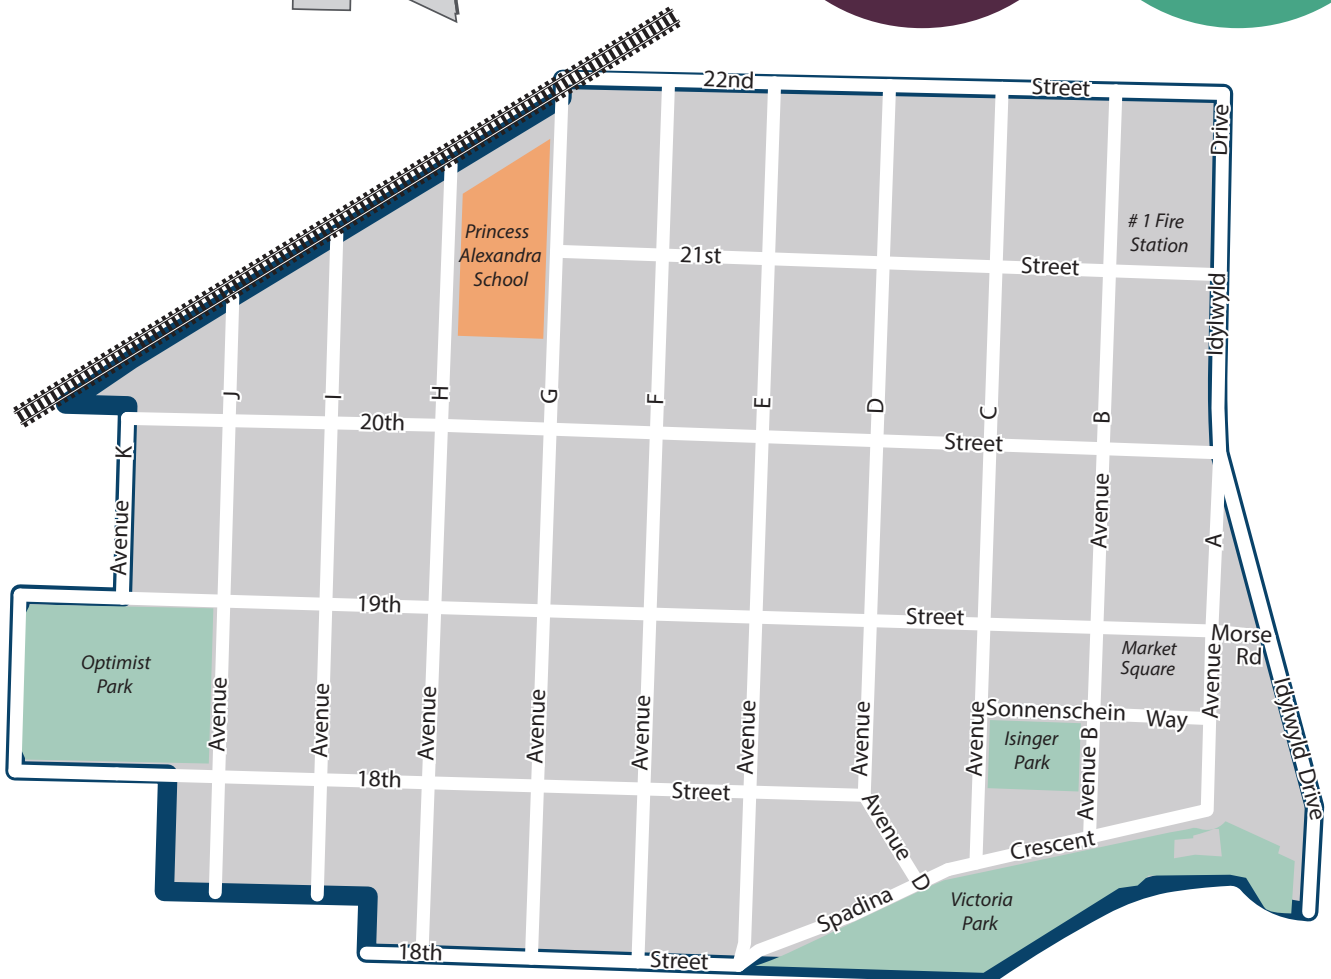 22nd
Street
Drive
# 1 Fire
Station
Princess
Alexandra
School
21st
Street
Idylwyld
J
I
H
G
F
E
D
C
B
20th
Street
K
Avenue
Avenue
A
19th
Street
Morse
Rd
Market
Square
Optimist
Park
Avenue
Avenue
Avenue
Avenue
Avenue
Avenue
Avenue
Avenue
Avenue
Sonnenschein
Way
Isinger
Park
Avenue B
Idylwyld Drive
18th
Street
Avenue D
Crescent
Spadina
Victoria
Park
18th
Street